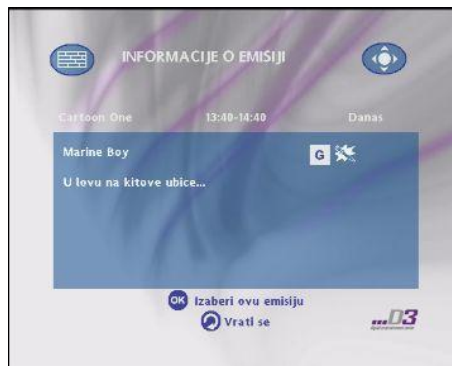 INFORMACIJE O EMISIJI
Cartoon One 13:40-14:40 Danas
Marine Boy G
U levu na kitove ubice...
OK Izaberi ovu emisiju
Vrati se
...D3